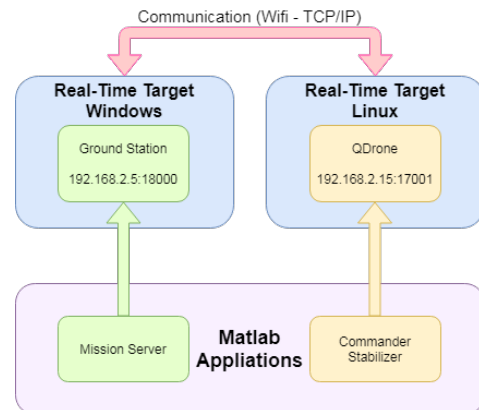 Communication (Wifi - TCP/IP)
Real-Time Target
Windows
Ground Station
192.168.2.5:18000
Real-Time Target
Linux
QDrone
192.168.2.15:17001
Mission Server
Matlab
Appliations
Commander
Stabilizer